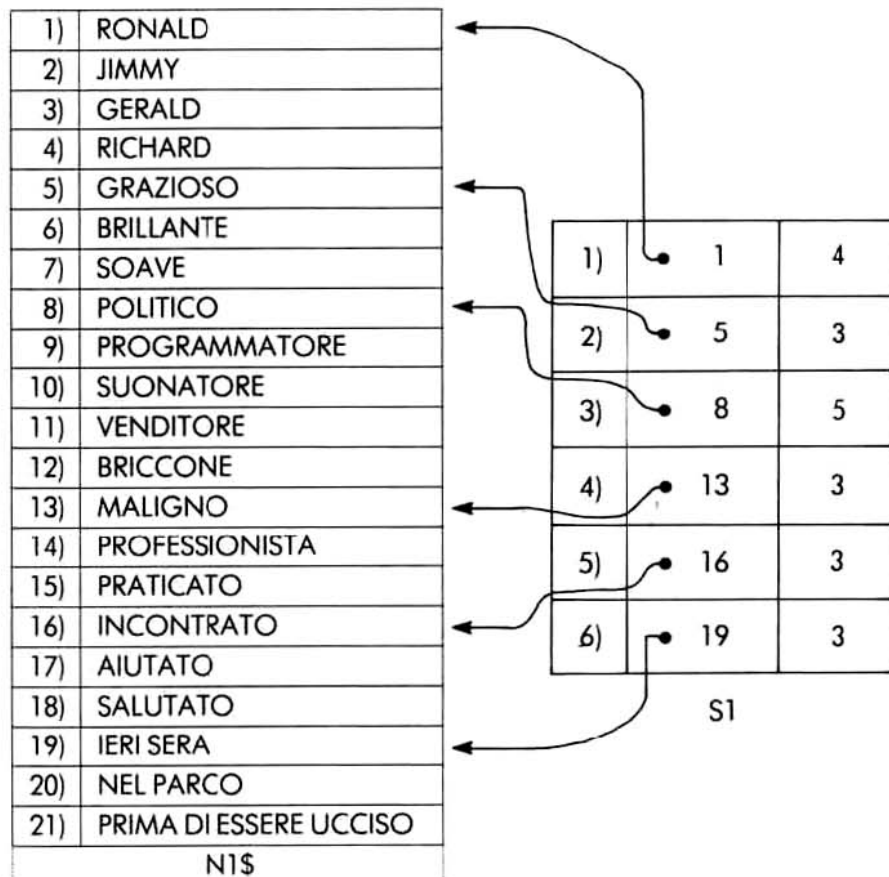 1) RONALD
2) JIMMY
3) GERALD
4) RICHARD
5) GRAZIOSO
6) BRILLANTE
7) SOAVE
8) POLITICO
9) PROGRAMMATORE
10) SUONATORE
11) VENDITORE
12) BRICCONE
13) MALIGNO
14) PROFESSIONISTA
15) PRATICATO
16) INCONTRATO
17) AIUTATO
18) SALUTATO
19) IERI SERA
20) NEL PARCO
21) PRIMA DI ESSERE UCCISO
N1$
1) 1 4
2) 5 3
3) 8 5
4) 13 3
5) 16 3
6) 19 3
S1